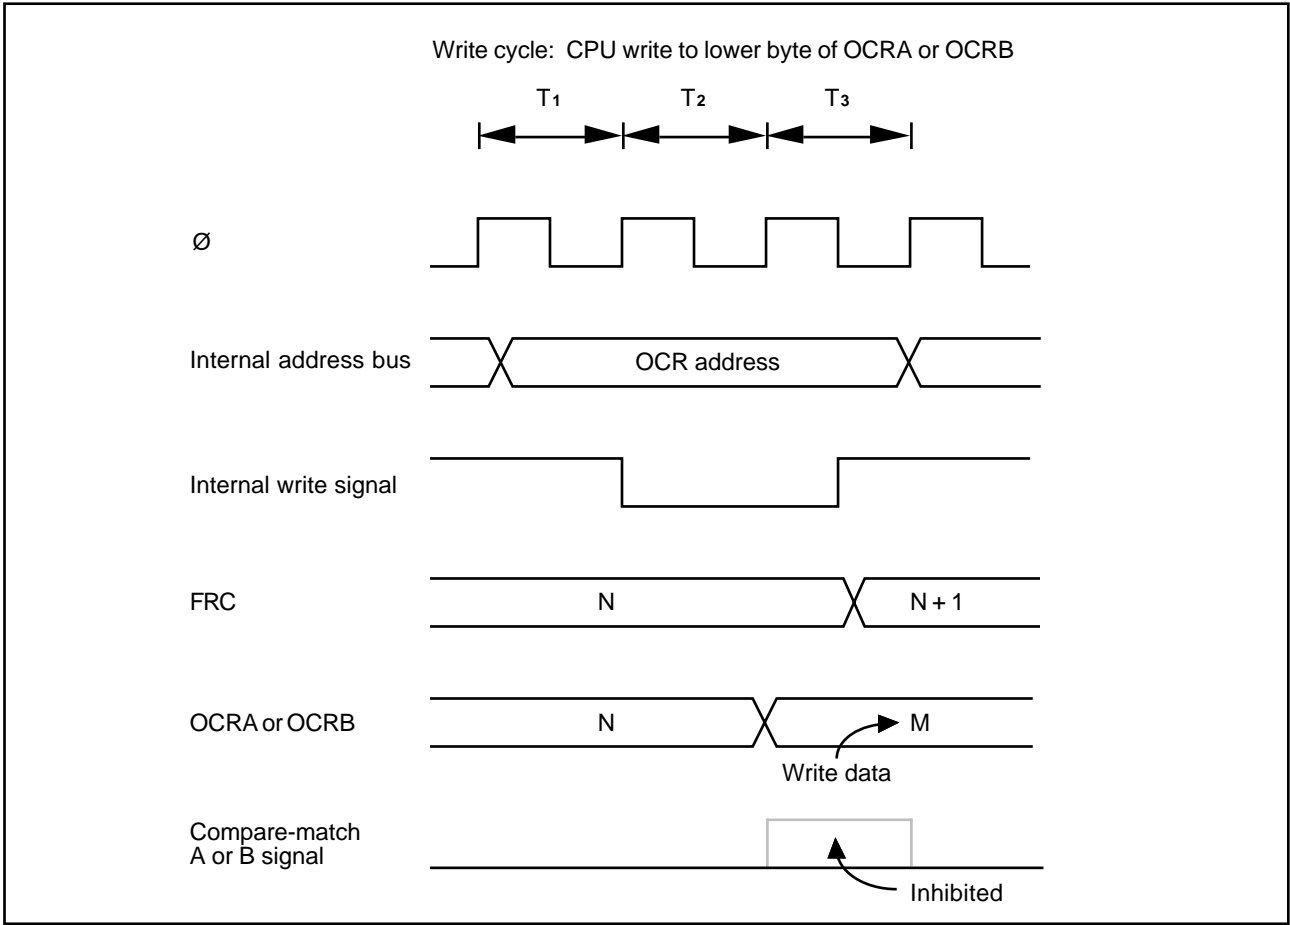 Write cycle: CPU write to lower byte of OCRA or OCRB
T1 T2 T3
Ø
Internal address bus OCR address
Internal write signal
FRC N N + 1
OCRA or OCRB N M
Write data
Compare-match
A or B signal
Inhibited